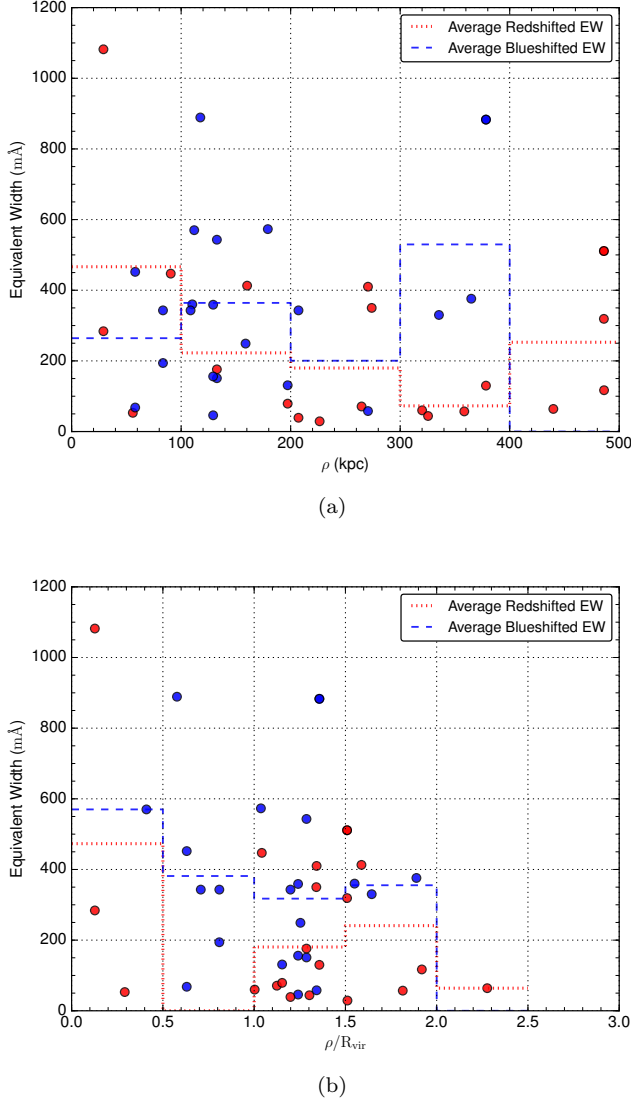 1200
1000
800
600
400
200
0
Equivalent Width (mÅ)
Average Redshifted EW
Average Blueshifted EW
0 100 200 300 400 500
ρ (kpc)
(a)
1200
1000
800
600
400
200
0
Equivalent Width (mÅ)
Average Redshifted EW
Average Blueshifted EW
0.0 0.5 1.0 1.5 2.0 2.5 3.0
ρ/Rvir
(b)